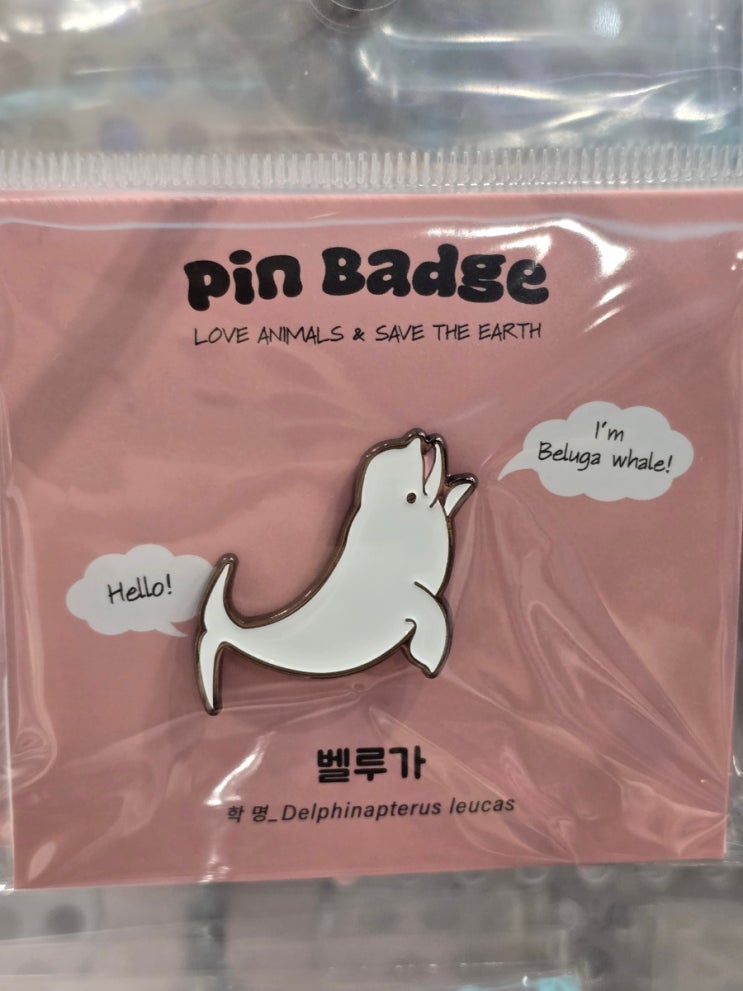 Pin Badge
LOVE ANIMALS & SAVE THE EARTH
I'm
Beluga whale!
Hello!
벨루가
학명_Delphinapterus leucas